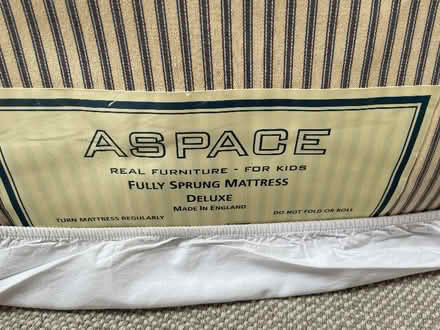 ASPACE
REAL FURNITURE - FOR KIDS
FULLY SPRUNG MATTRESS
DELUXE
MADE IN ENGLAND
TURN MATTRESS REGULARLY
DO NOT FOLD OR ROLL